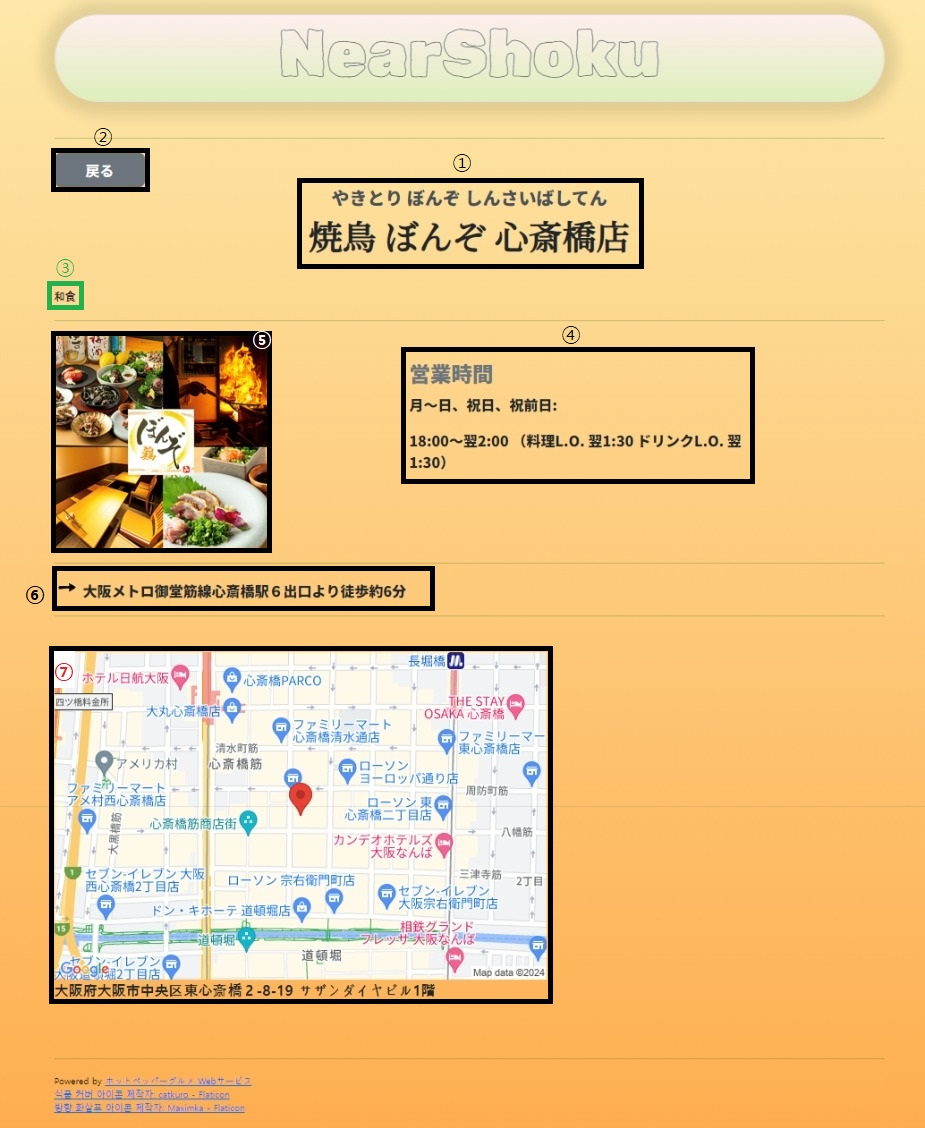 NearShoku
②
戻る
①
やきとり ぼんぞ しんさいばしてん
焼鳥 ぼんぞ 心斎橋店
③
和食
⑤
ぼんぞ
④
営業時間
月～日、祝日、祝前日:
18:00～翌2:00 （料理L.O. 翌1:30 ドリンクL.O. 翌
1:30）
⑥
大阪メトロ御堂筋線心斎橋駅６出口より徒歩約6分
⑦
長堀橋
ホテル日航大阪
心斎橋PARCO
四ツ橋料金所
大丸心斎橋店
THE STAY
OSAKA 心斎橋
ファミリーマート
心斎橋清水通店
ファミリーマー
東心斎橋店
清水町筋
心斎橋筋
アメリカ村
ローソン
ヨーロッパ通り店
ファミリーマート
アメ村西心斎橋店
周防町筋
ローソン 東
心斎橋二丁目店
大黒橋筋
心斎橋筋商店街
八幡筋
カンデオホテルズ
大阪なんば
1
セブン-イレブン 大阪
西心斎橋2丁目店
ローソン 宗右衛門町店
三津寺筋
2丁目
セブン-イレブン
大阪宗右衛門町店
ドン・キホーテ 道頓堀店
15
道頓堀
相鉄グランド
フレッサ 大阪なんば
道頓堀
セブン-イレブン
大阪道頓堀2丁目店
Google
Map data ©2024
大阪府大阪市中央区東心斎橋２-8-19 サザンダイヤビル1階
Powered by ホットペッパーグルメ Webサービス
식품 커버 아이콘 제작자: catkuro - Flaticon
방향 화살표 아이콘 제작자: Maximka - Flaticon